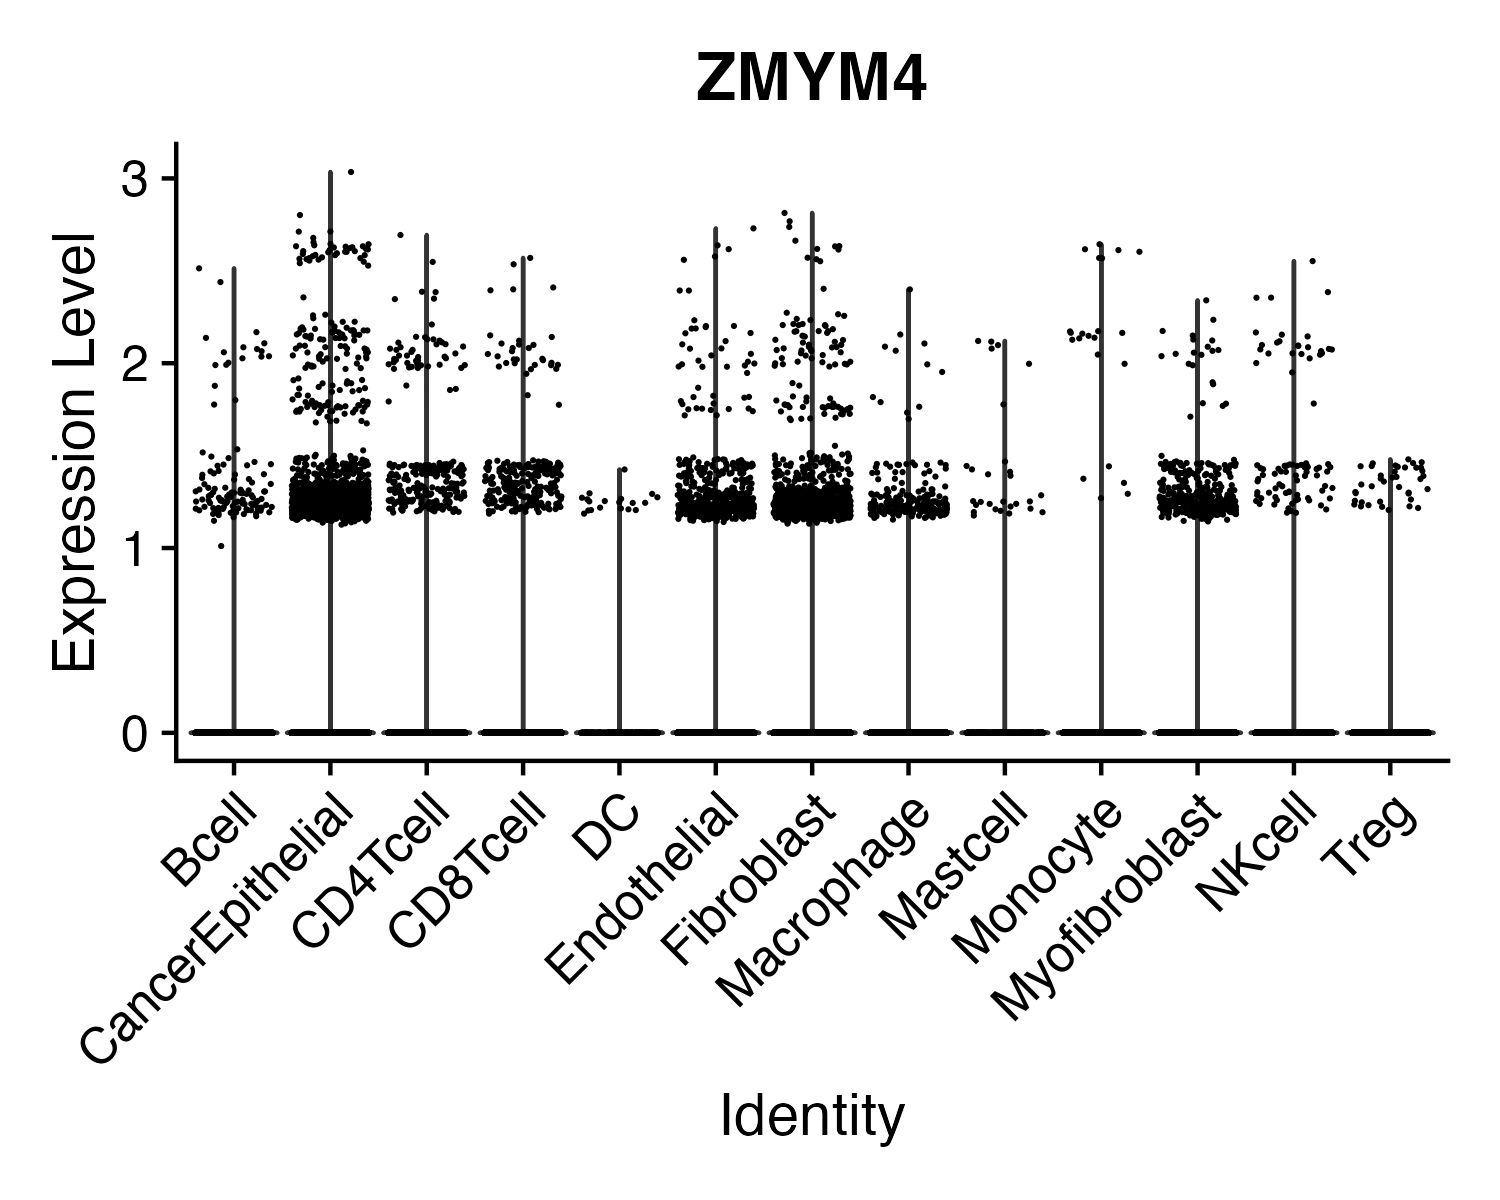 ZMYM4
Expression Level
3
2
1
0
Bcell
CancerEpithelial
CD4Tcell
CD8Tcell
DC
Endothelial
Fibroblast
Macrophage
Mastcell
Monocyte
Myofibroblast
NKcell
Treg
Identity